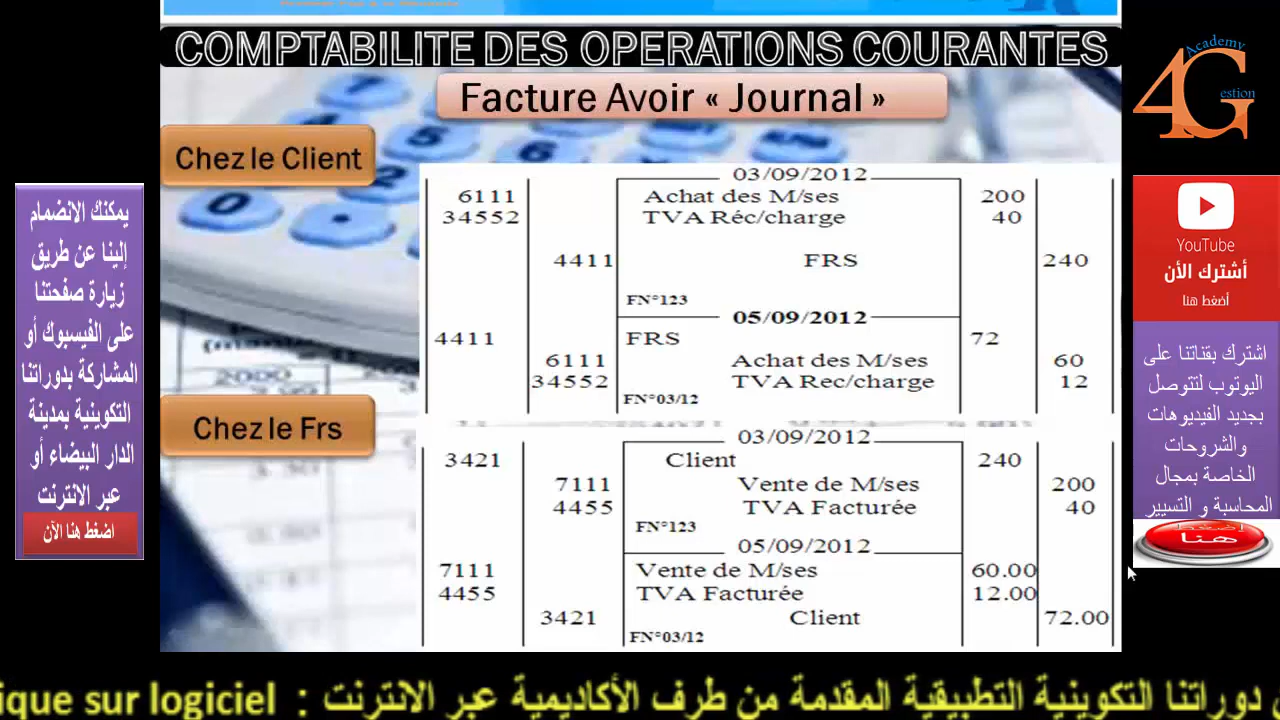 COMPTABILITE DES OPERATIONS COURANTES
Facture Avoir « Journal »
Academy
4G
estion
Chez le Client
03/09/2012
6111 Achat des M/ses 200
34552 TVA Réc/charge 40
4411 FRS 240
FN°123
05/09/2012
4411 FRS 72
6111 Achat des M/ses 60
34552 TVA Rec/charge 12
FN°03/12
Chez le Frs
03/09/2012
3421 Client 240
7111 Vente de M/ses 200
4455 TVA Facturée 40
FN°123
05/09/2012
7111 Vente de M/ses 60.00
4455 TVA Facturée 12.00
3421 Client 72.00
FN°03/12
يمكنك الانضمام
إلينا عن طريق
زيارة صفحتنا
على الفيسبوك أو
المشاركة بدوراتنا
التكوينية بمدينة
الدار البيضاء أو
عبر الانترنت
اضغط هنا الآن
YouTube
أشترك الأن
أضغط هنا
اشترك بقناتنا على
اليوتوب لتتوصل
بجديد الفيديوهات
والشروحات
الخاصة بمجال
المحاسبة و التسيير
إضغط
هنا
دوراتنا التكوينية التطبيقية المقدمة من طرف الأكاديمية عبر الانترنت : ique sur logiciel